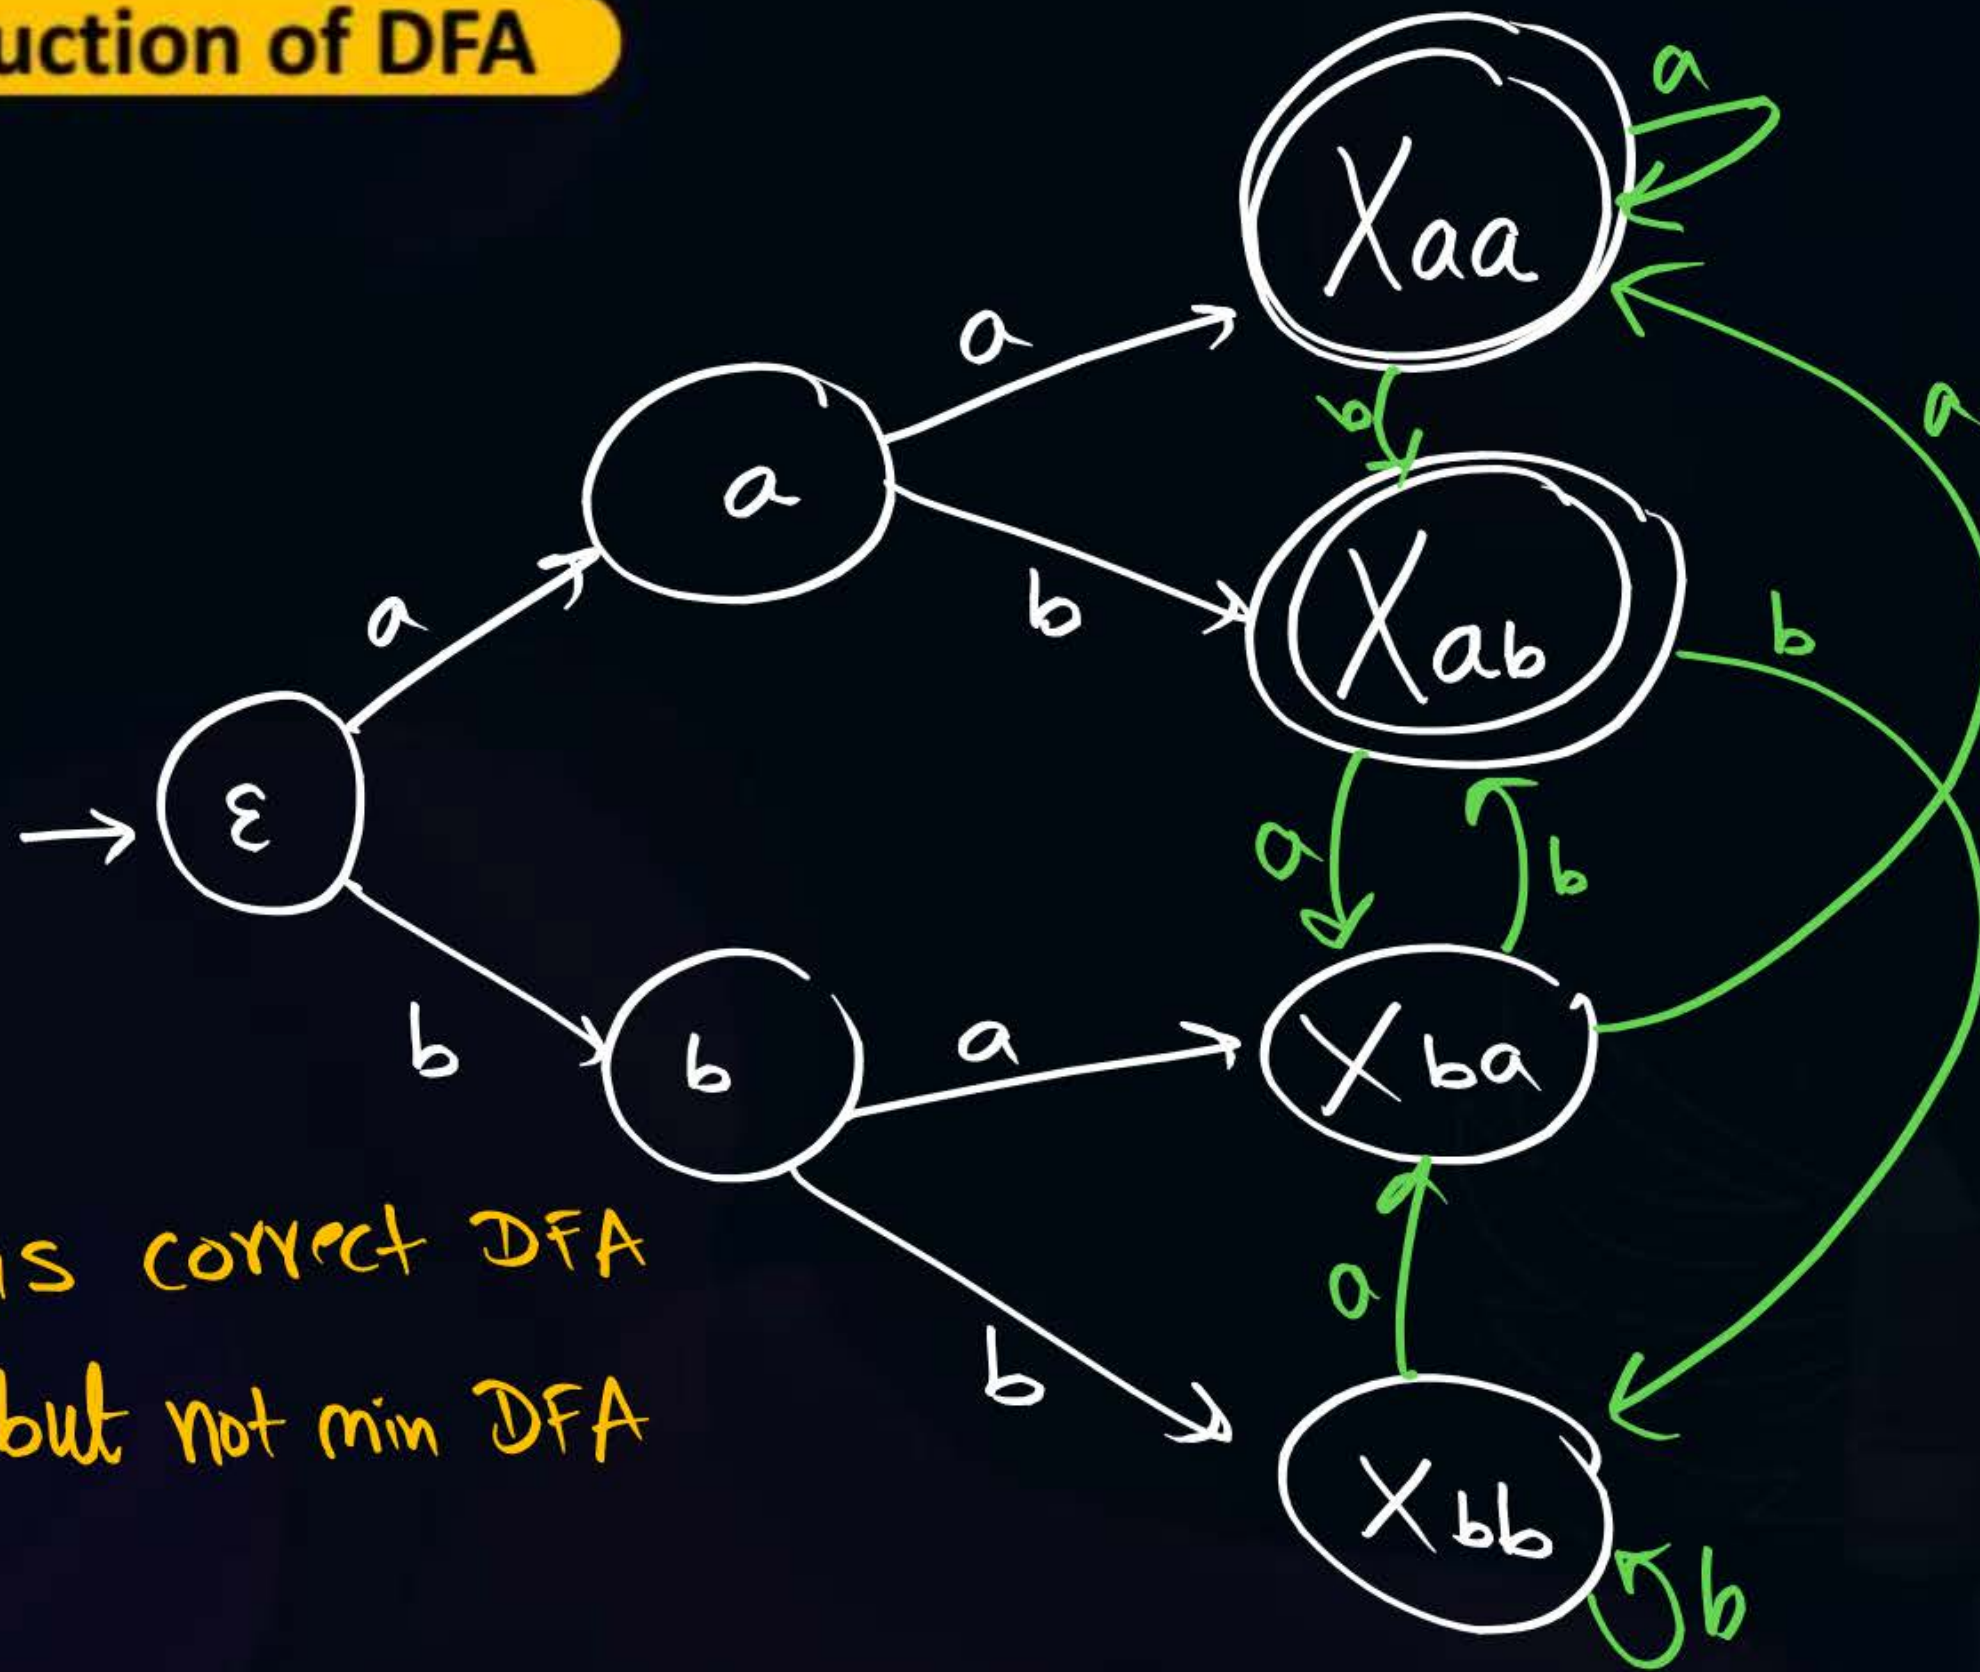 uction of DFA
a
Xaa
a
b
a
a
a
b
Xab
b
ε
a
b
b
b
a
Xba
is correct DFA
a
but not min DFA
b
Xbb
b